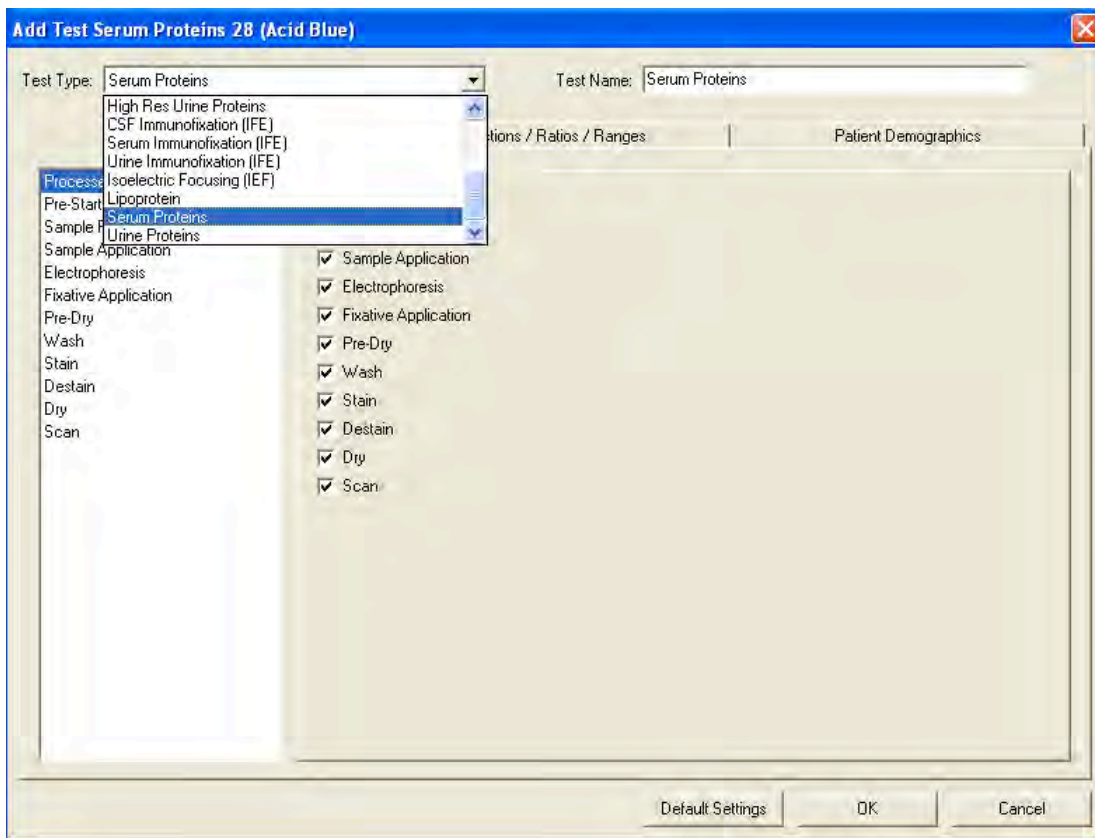 Add Test Serum Proteins 28 (Acid Blue)
Test Type: Serum Proteins
Test Name: Serum Proteins
High Res Urine Proteins
CSF Immunofixation (IFE)
Serum Immunofixation (IFE)
Urine Immunofixation (IFE)
Isoelectric Focusing (IEF)
Lipoprotein
Serum Proteins
Urine Proteins
/ Ratios / Ranges
Patient Demographics
Pre-Start
Sample
Sample Application
Electrophoresis
Fixative Application
Pre-Dry
Wash
Stain
Destain
Dry
Scan
Sample Application
Electrophoresis
Fixative Application
Pre-Dry
Wash
Stain
Destain
Dry
Scan
Default Settings
OK
Cancel